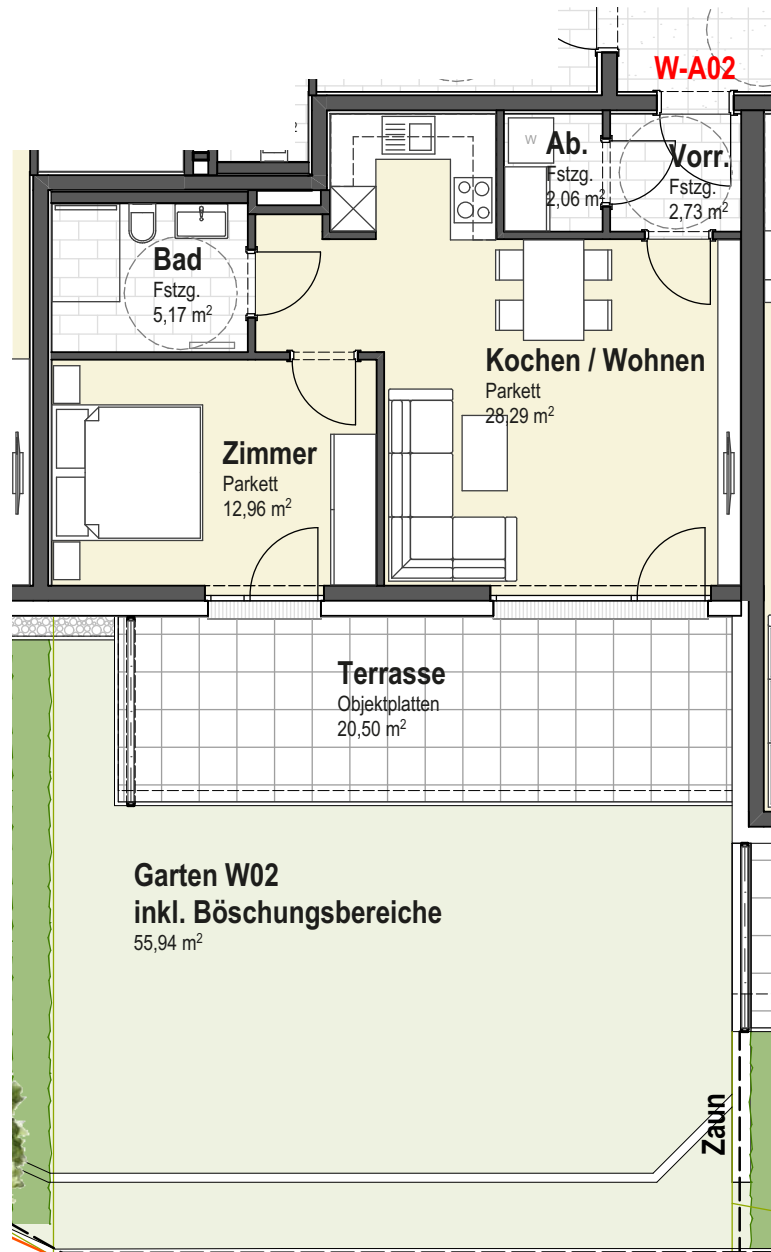 W-A02
Ab.
Fstzg.
2,06 m²
Vorr.
Fstzg.
2,73 m²
W
Bad
Fstzg.
5,17 m²
Kochen / Wohnen
Parkett
28,29 m²
Zimmer
Parkett
12,96 m²
Terrasse
Objektplatten
20,50 m²
Garten W02
inkl. Böschungsbereiche
55,94 m²
Zaun